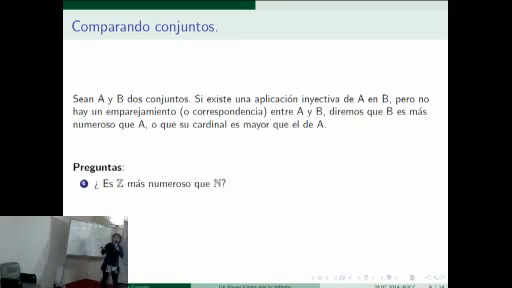 Comparando conjuntos.
Sean A y B dos conjuntos. Si existe una aplicación inyectiva de A en B, pero no
hay un emparejamiento (o correspondencia) entre A y B, diremos que B es más
numeroso que A, o que su cardinal es mayor que el de A.
Preguntas:
¿ Es ℤ más numeroso que ℕ?